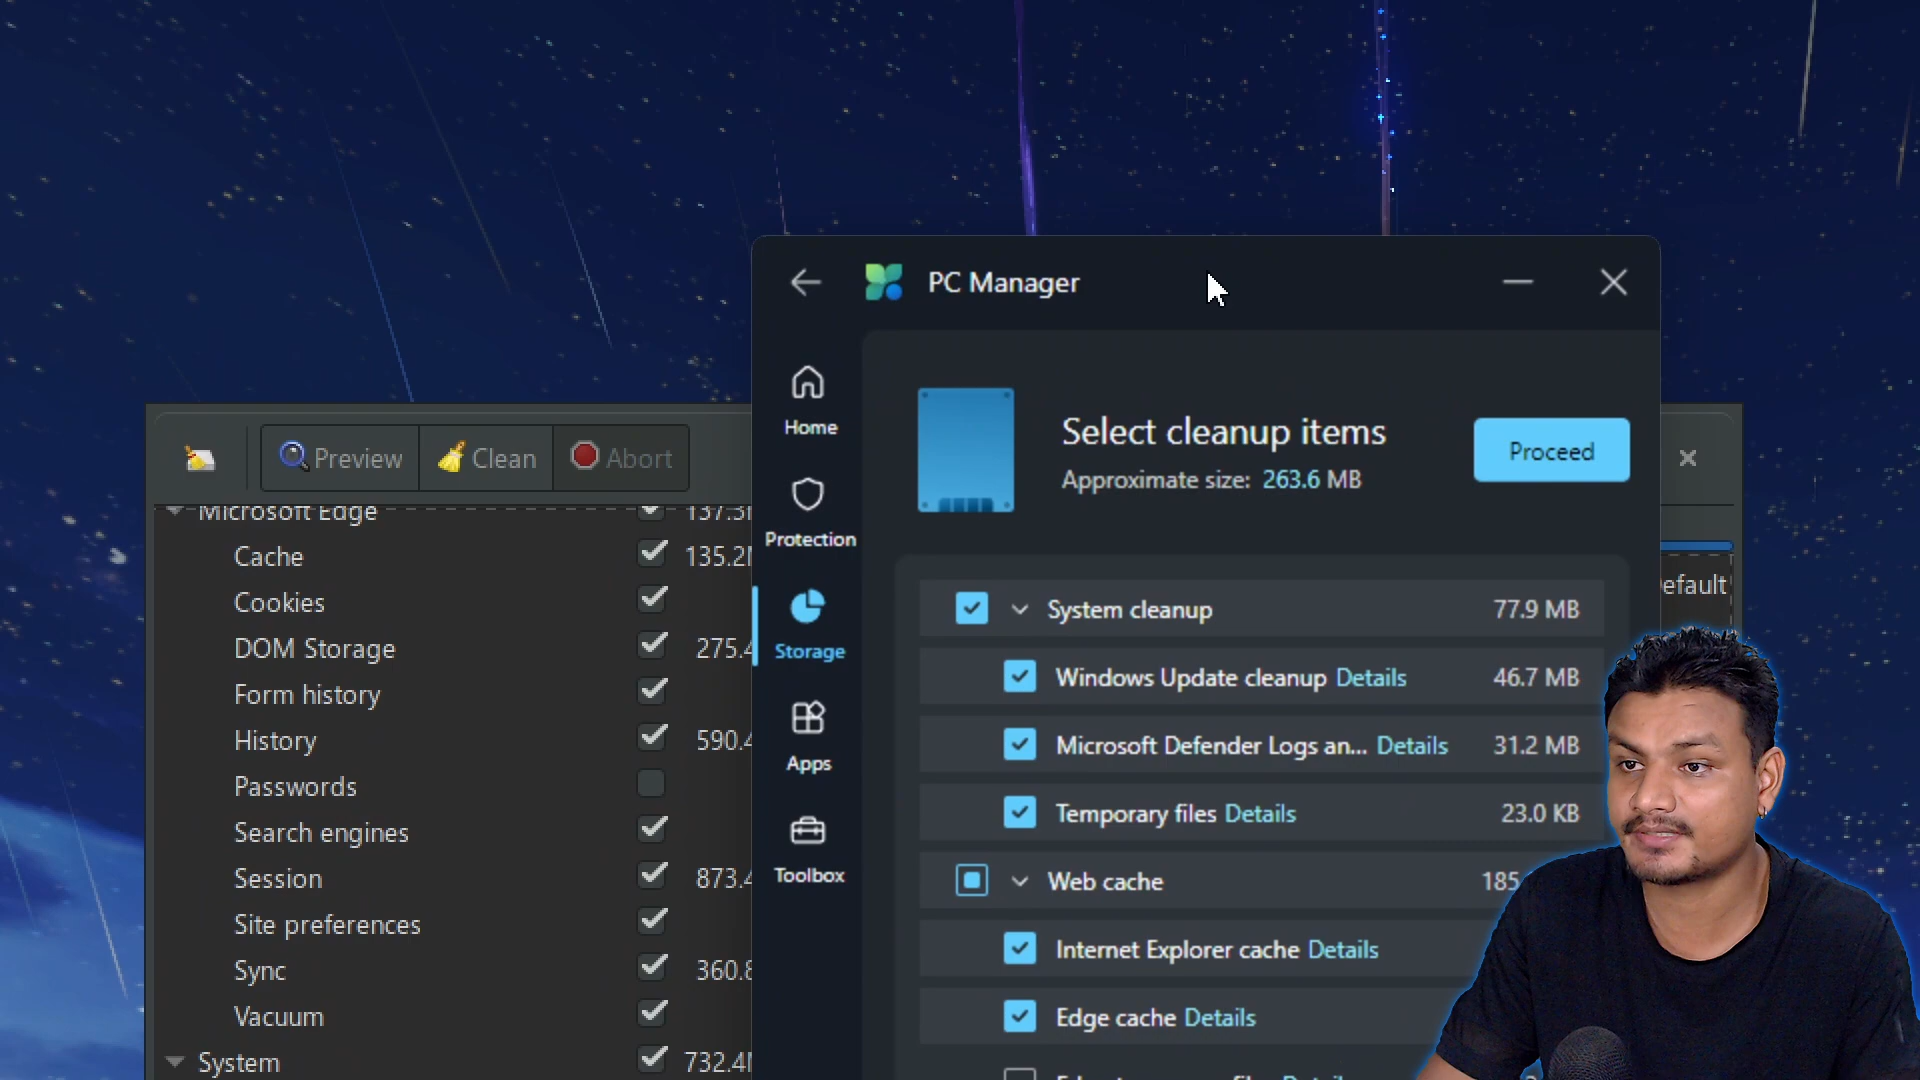 PC Manager
Home
Protection
Storage
Apps
Toolbox
Select cleanup items
Approximate size: 263.6 MB
Proceed
System cleanup 77.9 MB
Windows Update cleanup Details 46.7 MB
Microsoft Defender Logs an... Details 31.2 MB
Temporary files Details 23.0 KB
Web cache 185
Internet Explorer cache Details
Edge cache Details
Preview Clean Abort
Microsoft Edge 137.3
Cache 135.2
Cookies
DOM Storage 275.4
Form history
History 590.4
Passwords
Search engines
Session 873.4
Site preferences
Sync 360.8
Vacuum
System 732.4
efault